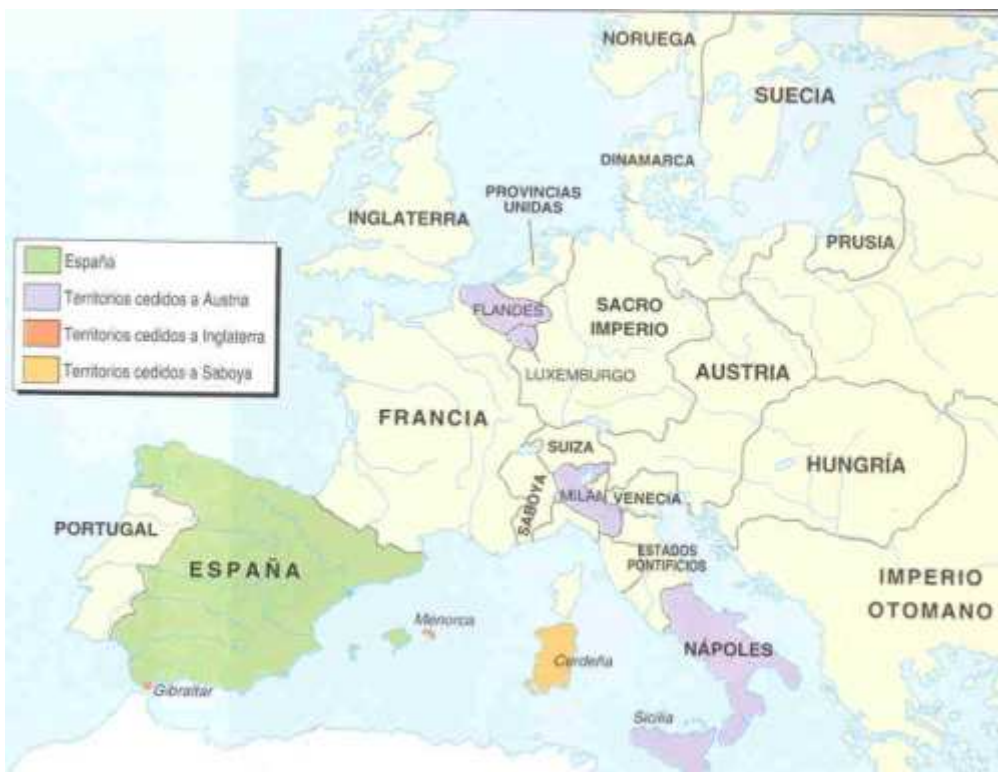 NORUEGA
SUECIA
DINAMARCA
PROVINCIAS
UNIDAS
INGLATERRA
PRUSIA
España
Territorios cedidos a Austria
Territorios cedidos a Inglaterra
Territorios cedidos a Saboya
FLANDES
SACRO
IMPERIO
LUXEMBURGO
AUSTRIA
FRANCIA
SUIZA
HUNGRÍA
SABOYA
MILÁN
VENECIA
PORTUGAL
ESPAÑA
ESTADOS
PONTIFICIOS
IMPERIO
OTOMANO
Menorca
Cerdeña
NÁPOLES
Gibraltar
Sicilia